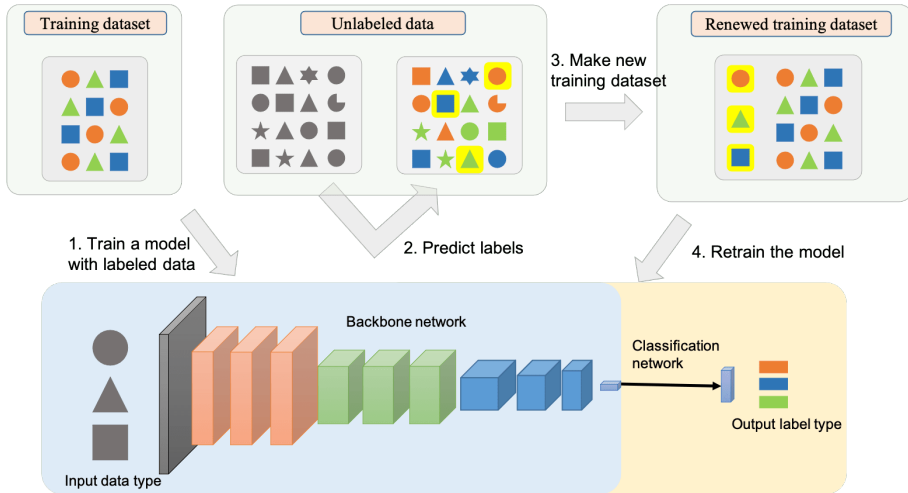 Training dataset
Unlabeled data
Renewed training dataset
3. Make new
training dataset
1. Train a model
with labeled data
2. Predict labels
4. Retrain the model
Backbone network
Classification
network
Input data type
Output label type